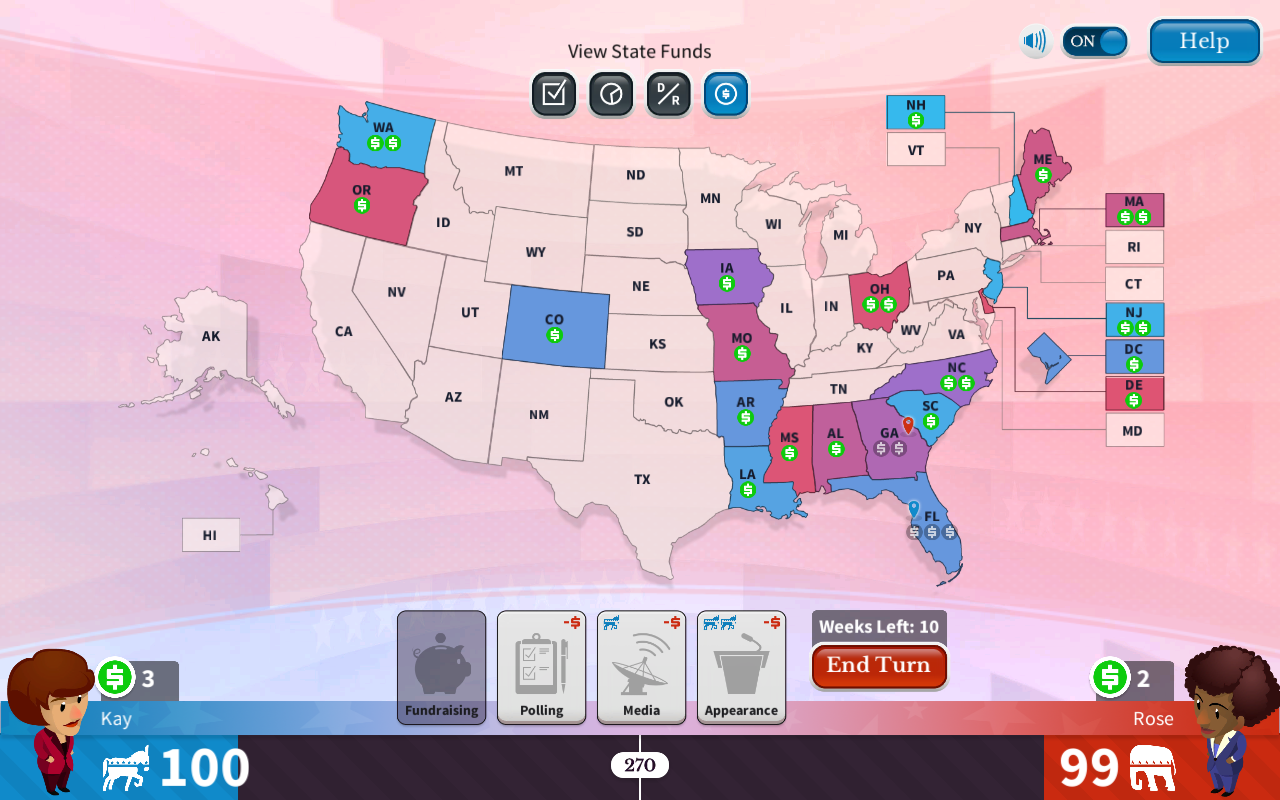 View State Funds
ON
Help
D/R
NH
VT
WA
OR
MT
ID
ND
MN
SD
WY
WI
MI
NY
ME
MA
RI
CT
NJ
DC
DE
MD
IA
NE
PA
NV
UT
CO
IL
IN
OH
WV
VA
CA
KS
MO
KY
AK
AZ
NM
OK
AR
TN
NC
SC
MS
AL
GA
TX
LA
FL
HI
-$
-$
-$
Fundraising
Polling
Media
Appearance
Weeks Left: 10
End Turn
$ 3
Kay
100
270
$ 2
Rose
99